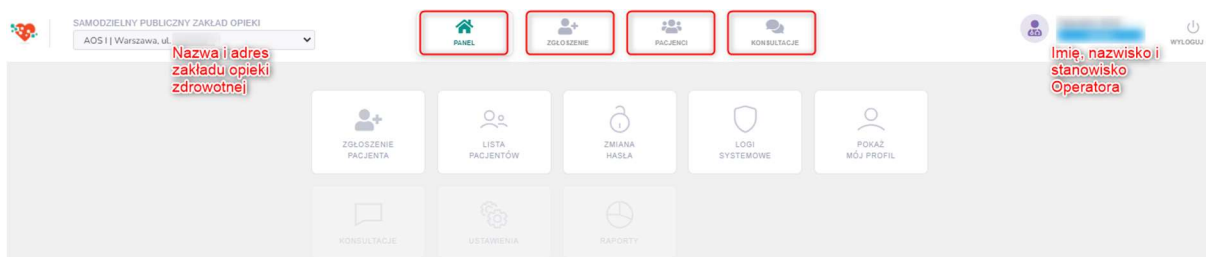 SAMODZIELNY PUBLICZNY ZAKŁAD OPIEKI
AOS I | Warszawa, ul.
Nazwa i adres
zakładu opieki
zdrowotnej
PANEL
ZGŁOSZENIE
PACJENCI
KONSULTACJE
WYLOGUJ
Imię, nazwisko i
stanowisko
Operatora
ZGŁOSZENIE
PACJENTA
LISTA
PACJENTÓW
ZMIANA
HASŁA
LOGI
SYSTEMOWE
POKAŻ
MÓJ PROFIL
KONSULTACJE
USTAWIENIA
RAPORTY